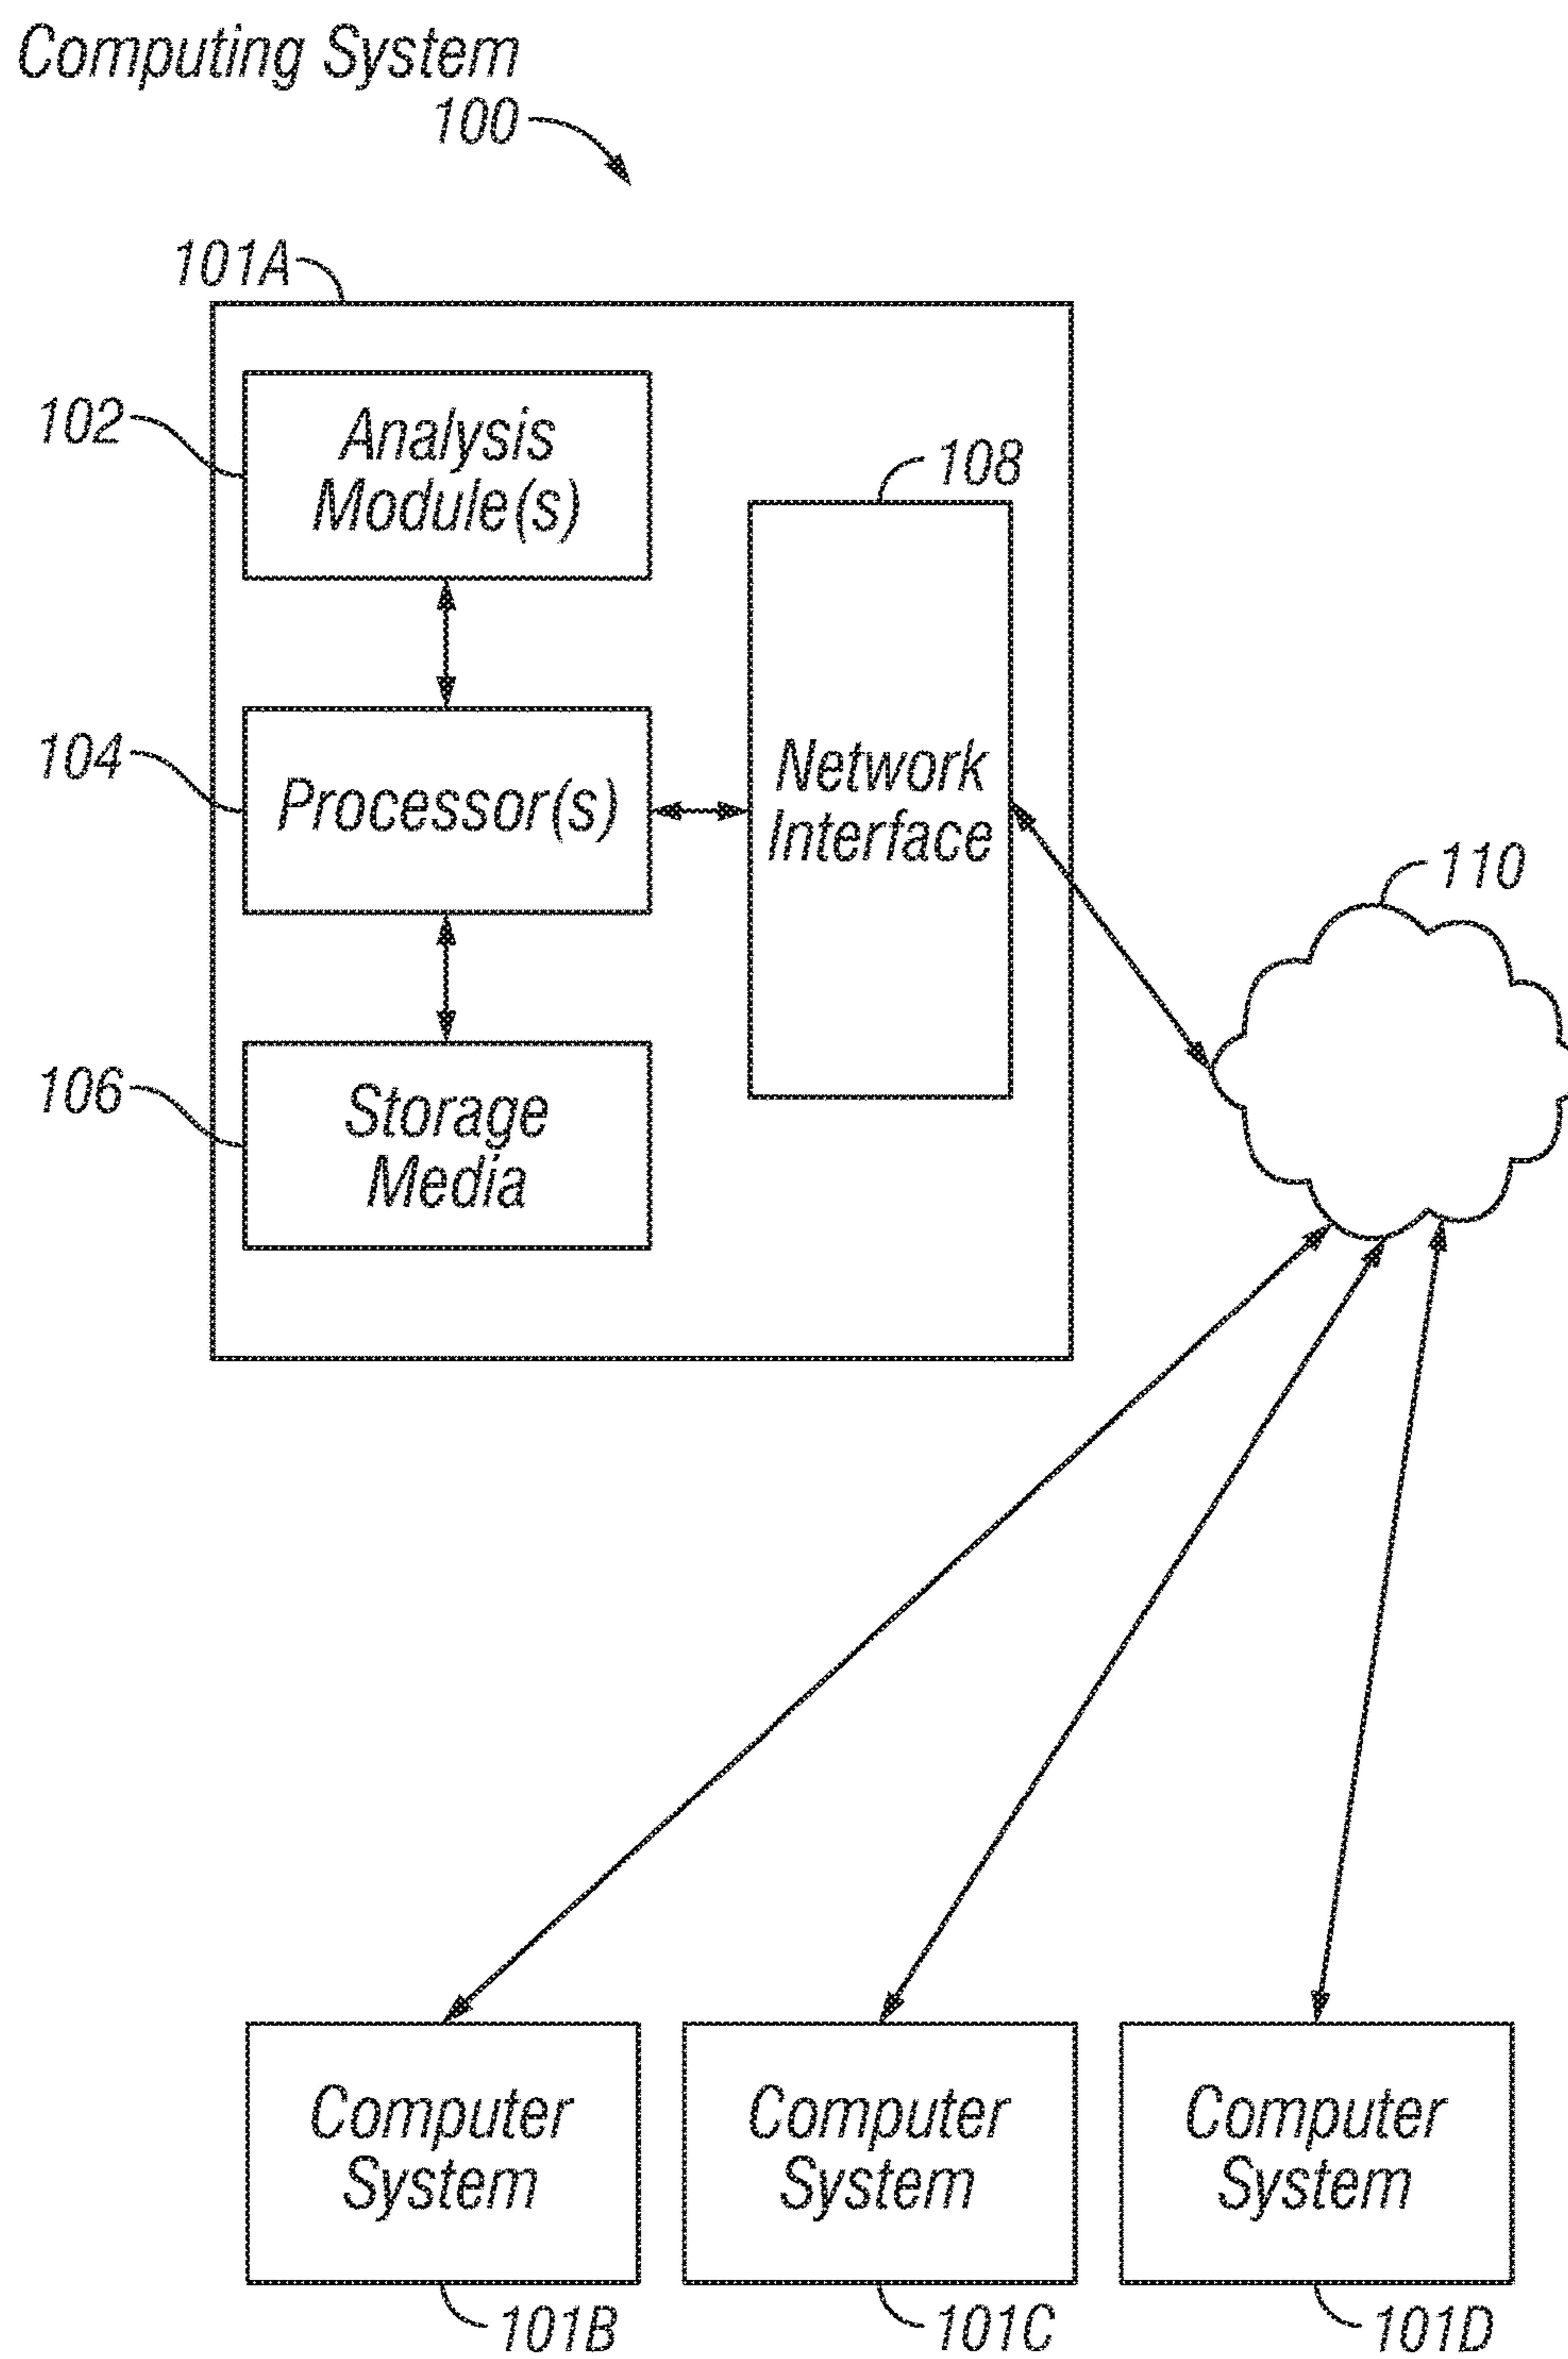 Computing System
100
101A
102
Analysis
Module(s)
108
104
Processor(s)
Network
Interface
110
106
Storage
Media
Computer
System
Computer
System
Computer
System
101B
101C
101D